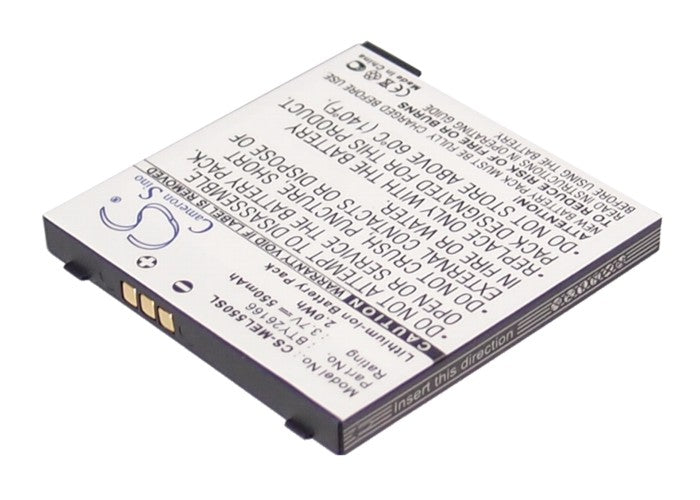 Cameron Sino
Model No. : CS-MEL550SL
Part No. : BTY26166
3.7V 550mAh
2.0Wh
Lithium-Ion Battery Pack
CAUTION! WARRANTY VOID IF LABEL IS REMOVED
•DO NOT ATTEMPT TO DISASSEMBLE
OR SERVICE THE BATTERY PACK.
•DO NOT CRUSH PUNCTURE, SHORT
EXTERNAL CONTACTS OR DISPOSE OF
IN FIRE OR WATER.
•REPLACE ONLY WITH THE BATTERY
PACK DESIGNATED FOR THIS PRODUCT.
•DO NOT STORE ABOVE 60°C (140°F).
ATTENTION:
NEW BATTERY PACK MUST BE FULLY CHARGED BEFORE USE
TO REDUCE RISK OF FIRE OR BURNS
READ INSTRUCTIONS IN OPERATING GUIDE
BEFORE USING THE BATTERY
CE
Made In China
Insert this direction